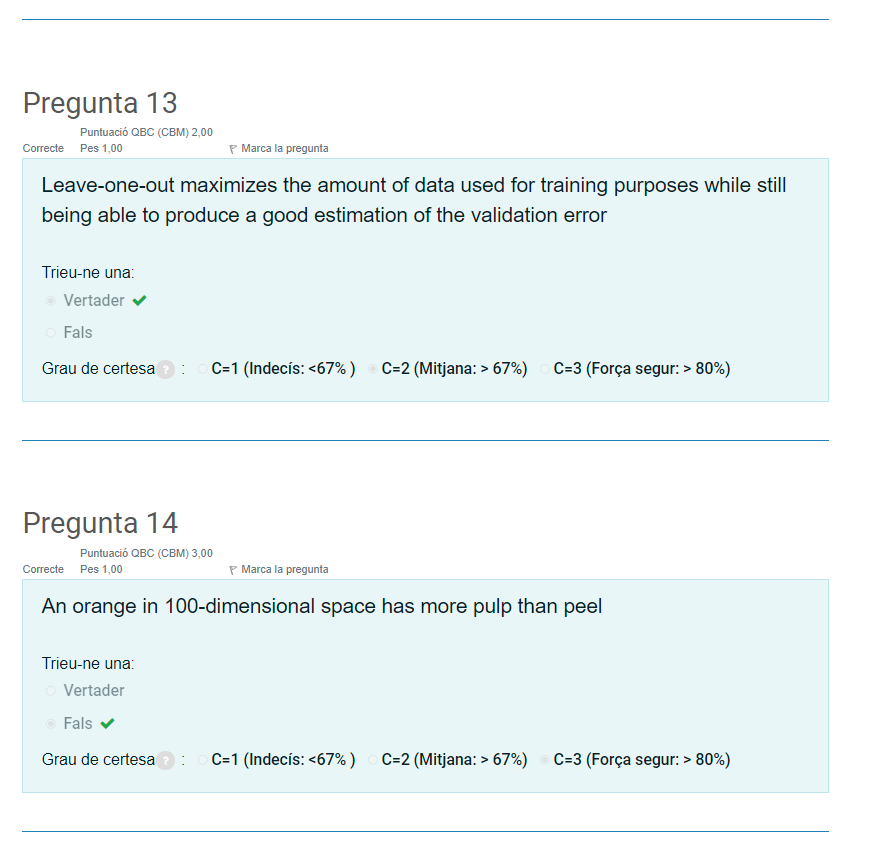 Pregunta 13
Puntuació QBC (CBM) 2,00
Correcte Pes 1,00 Marca la pregunta
Leave-one-out maximizes the amount of data used for training purposes while still
being able to produce a good estimation of the validation error
Trieu-ne una:
Vertader
Fals
Grau de certesa ? : C=1 (Indecís: <67% ) C=2 (Mitjana: > 67%) C=3 (Força segur: > 80%)
Pregunta 14
Puntuació QBC (CBM) 3,00
Correcte Pes 1,00 Marca la pregunta
An orange in 100-dimensional space has more pulp than peel
Trieu-ne una:
Vertader
Fals
Grau de certesa ? : C=1 (Indecís: <67% ) C=2 (Mitjana: > 67%) C=3 (Força segur: > 80%)